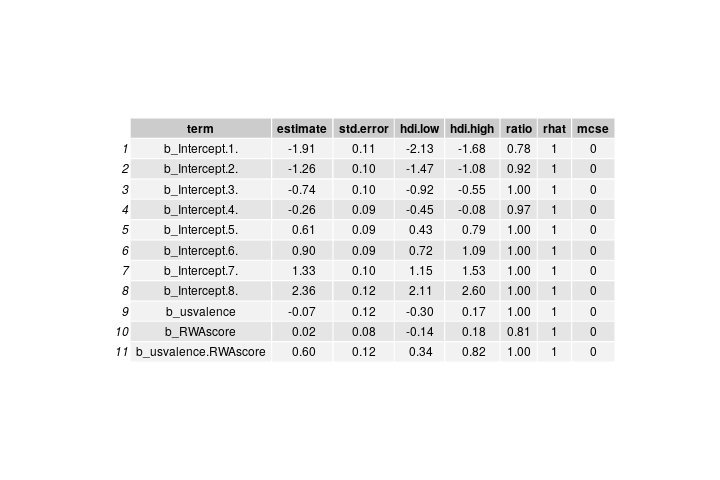 term estimate std.error hdi.low hdi.high ratio rhat mcse
1 b_Intercept.1. -1.91 0.11 -2.13 -1.68 0.78 1 0
2 b_Intercept.2. -1.26 0.10 -1.47 -1.08 0.92 1 0
3 b_Intercept.3. -0.74 0.10 -0.92 -0.55 1.00 1 0
4 b_Intercept.4. -0.26 0.09 -0.45 -0.08 0.97 1 0
5 b_Intercept.5. 0.61 0.09 0.43 0.79 1.00 1 0
6 b_Intercept.6. 0.90 0.09 0.72 1.09 1.00 1 0
7 b_Intercept.7. 1.33 0.10 1.15 1.53 1.00 1 0
8 b_Intercept.8. 2.36 0.12 2.11 2.60 1.00 1 0
9 b_usvalence -0.07 0.12 -0.30 0.17 1.00 1 0
10 b_RWAscore 0.02 0.08 -0.14 0.18 0.81 1 0
11 b_usvalence.RWAscore 0.60 0.12 0.34 0.82 1.00 1 0